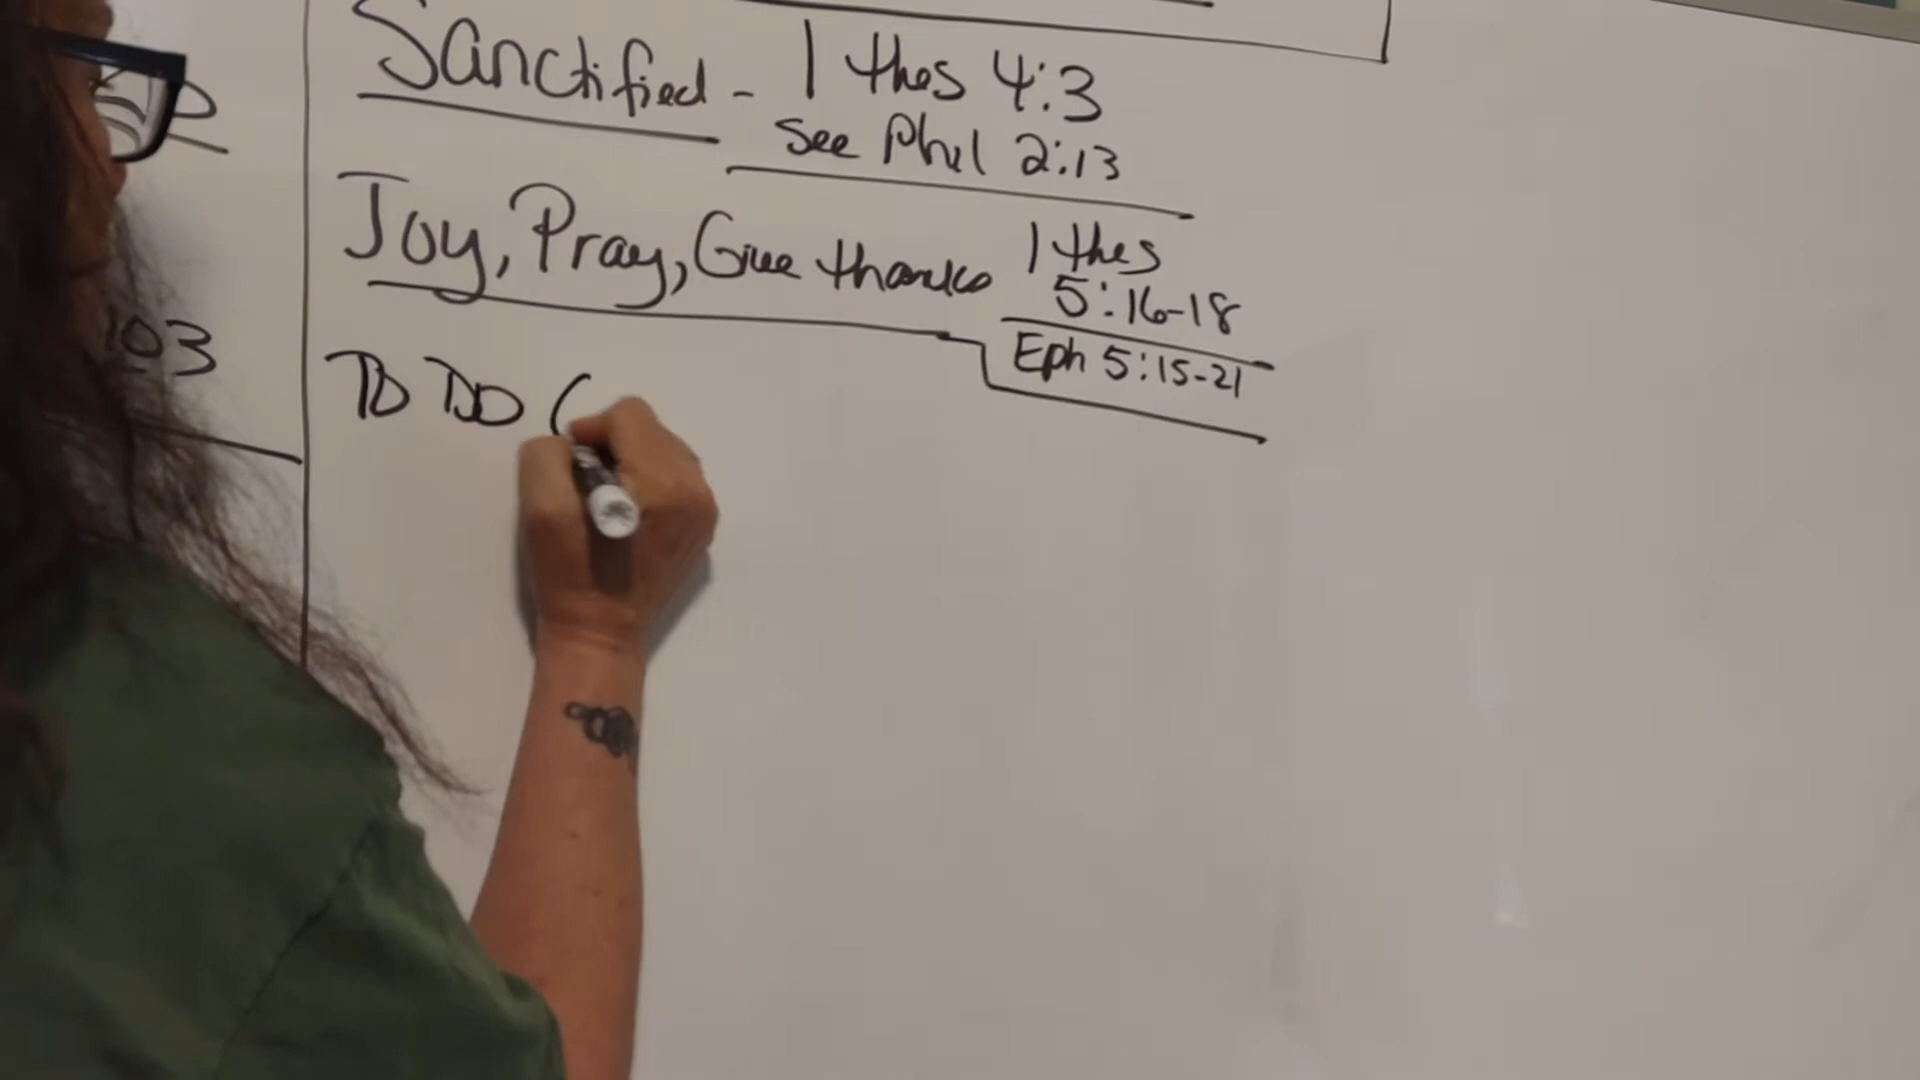 Sanctified - 1 thes 4:3
See Phil 2:13
Joy, Pray, Give thanks 1 thes
5:16-18
Eph 5:15-21
103
TO DO (